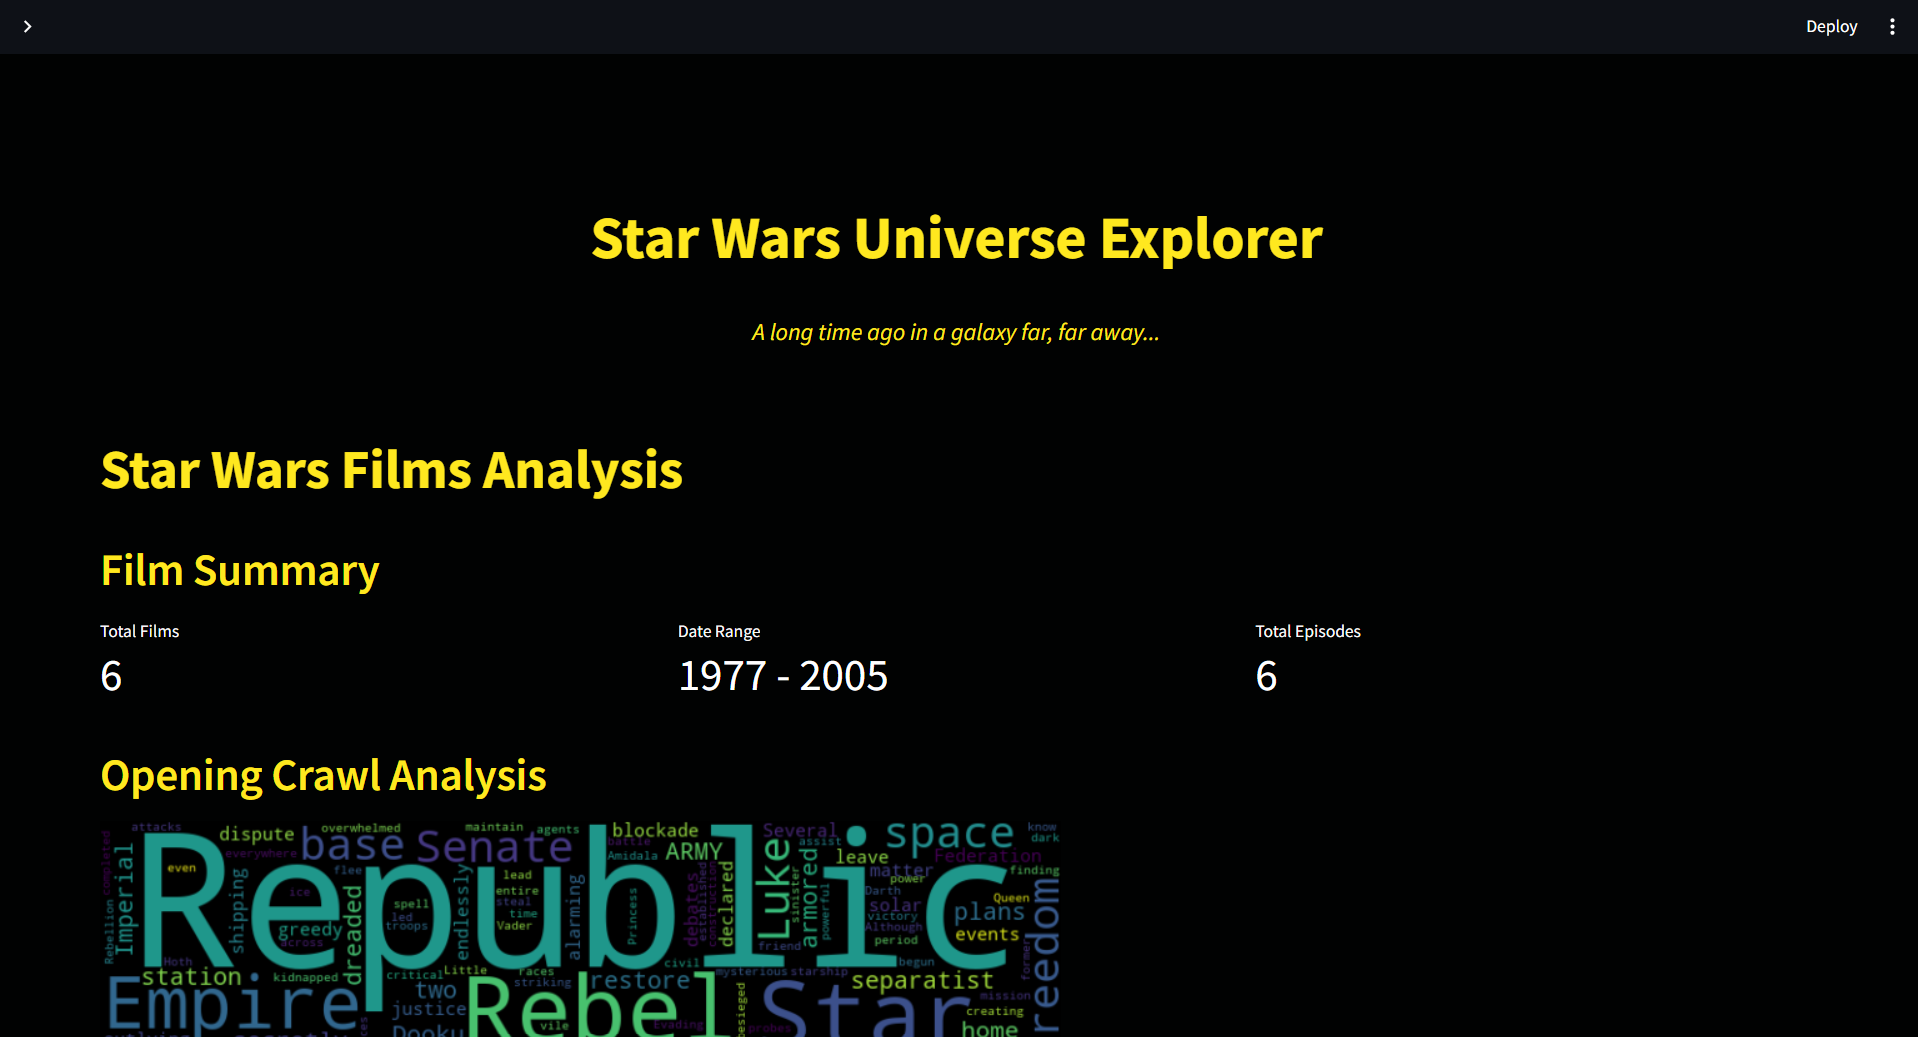 Deploy
Star Wars Universe Explorer
A long time ago in a galaxy far, far away...
Star Wars Films Analysis
Film Summary
Total Films
6
Date Range
1977 - 2005
Total Episodes
6
Opening Crawl Analysis
attacks
dispute
overwhelmed
maintain
agents
blockade
Several
space
know
dark
completed
Imperial
even
everywhere
base
Senate
battle
Amidala
ARMY
assist
leave
Federation
Republic
flee
lead
entire
steal
time
Vader
ice
spell
led
troops
shipping
greedy
across
dreaded
endlessly
alarming
Princess
debates
established
construction
declared
Luke
sinister
armored
powerful
matter
power
Darth
solar
victory
Although
period
finding
Queen
plans
events
freedom
former
Rebellion
Hoth
station
kidnapped
critical
Little
races
striking
civil
friend
mysterious
starship
begun
separatist
restore
Empire
two
justice
Dooku
Rebel
vile
Evading
besieged
probes
Star
mission
creating
home
secretly